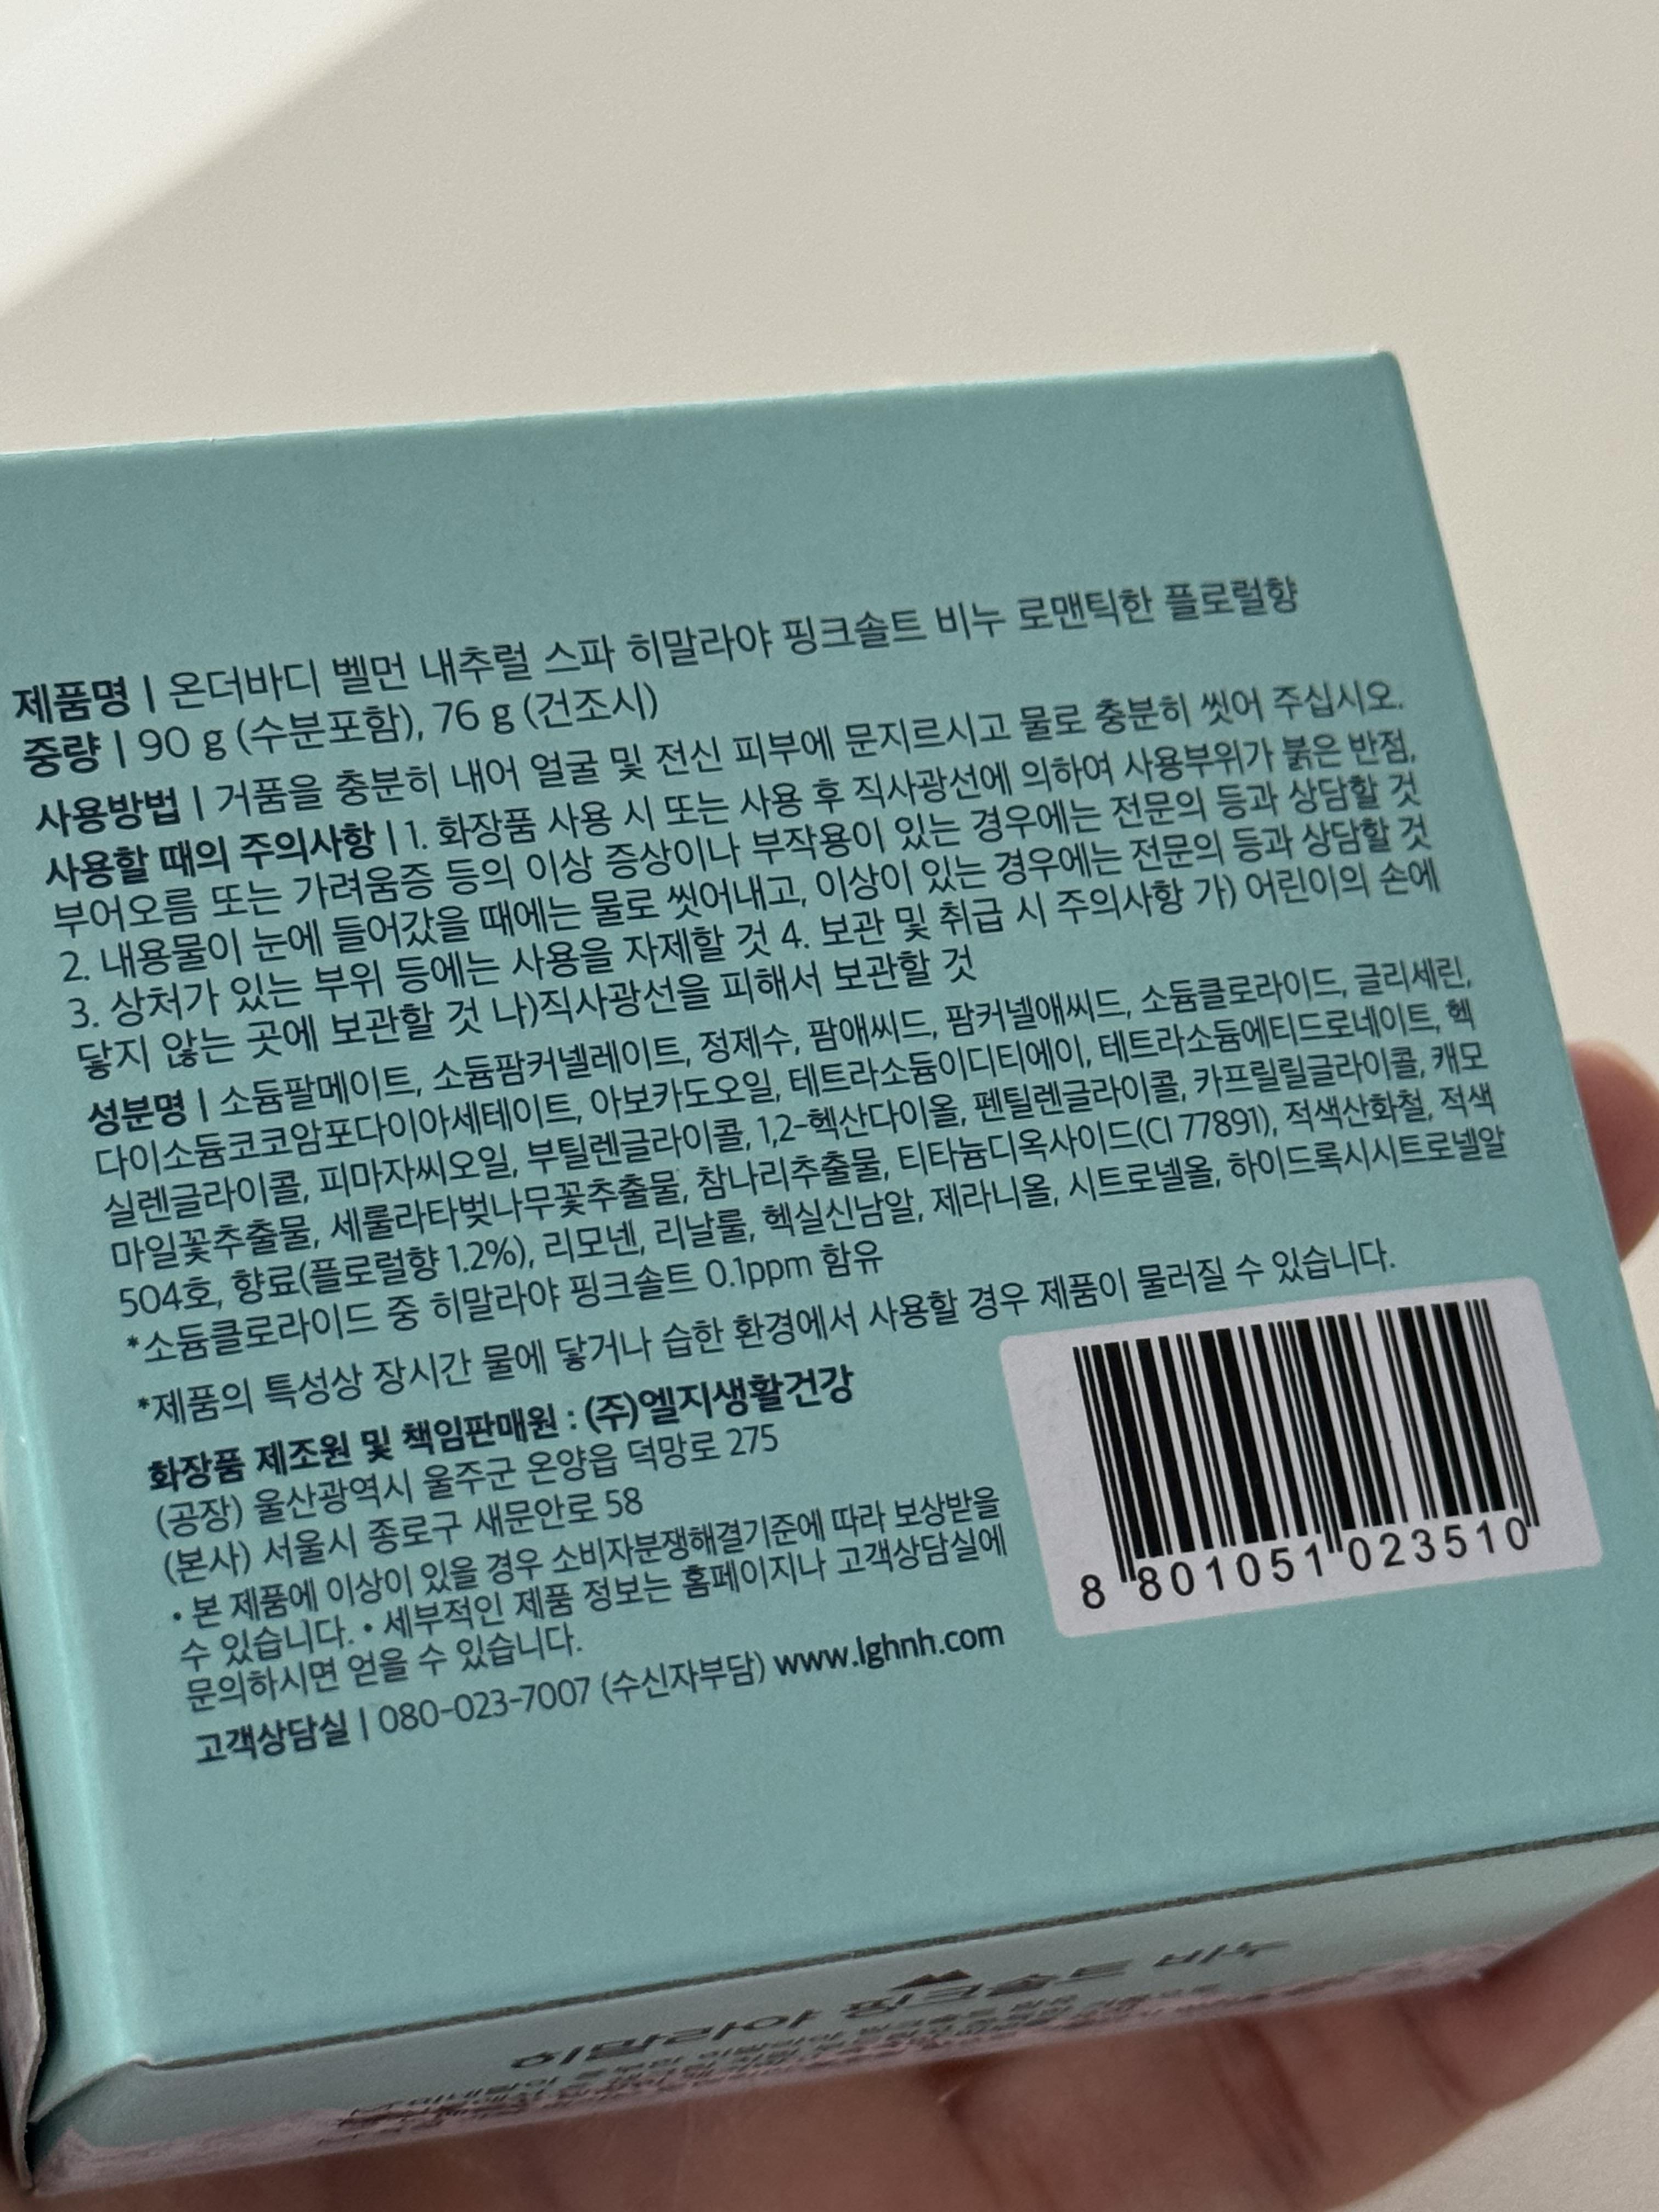 제품명 | 온더바디 벨먼 내추럴 스파 히말라야 핑크솔트 비누 로맨틱한 플로럴향
중량 | 90 g (수분포함), 76 g (건조시)
사용방법 | 거품을 충분히 내어 얼굴 및 전신 피부에 문지르시고 물로 충분히 씻어 주십시오.
사용할 때의 주의사항 | 1. 화장품 사용 시 또는 사용 후 직사광선에 의하여 사용부위가 붉은 반점,
부어오름 또는 가려움증 등의 이상 증상이나 부작용이 있는 경우에는 전문의 등과 상담할 것
2. 내용물이 눈에 들어갔을 때에는 물로 씻어내고, 이상이 있는 경우에는 전문의 등과 상담할 것
3. 상처가 있는 부위 등에는 사용을 자제할 것 4. 보관 및 취급 시 주의사항 가) 어린이의 손에
닿지 않는 곳에 보관할 것 나)직사광선을 피해서 보관할 것
성분명 | 소듐팔메이트, 소듐팜커넬레이트, 정제수, 팜애씨드, 팜커넬애씨드, 소듐클로라이드, 글리세린,
다이소듐코코암포다이아세테이트, 아보카도오일, 테트라소듐이디티에이, 테트라소듐에티드로네이트, 헥
실렌글라이콜, 피마자씨오일, 부틸렌글라이콜, 1,2-헥산다이올, 펜틸렌글라이콜, 카프릴릴글라이콜, 캐모
마일꽃추출물, 세룰라타벚나무꽃추출물, 참나리추출물, 티타늄디옥사이드(CI 77891), 적색산화철, 적색
504호, 향료(플로럴향 1.2%), 리모넨, 리날룰, 헥실신남알, 제라니올, 시트로넬올, 하이드록시시트로넬알
*소듐클로라이드 중 히말라야 핑크솔트 0.1ppm 함유
*제품의 특성상 장시간 물에 닿거나 습한 환경에서 사용할 경우 제품이 물러질 수 있습니다.
화장품 제조원 및 책임판매원 : (주)엘지생활건강
(공장) 울산광역시 울주군 온양읍 덕망로 275
(본사) 서울시 종로구 새문안로 58
• 본 제품에 이상이 있을 경우 소비자분쟁해결기준에 따라 보상받을
수 있습니다. • 세부적인 제품 정보는 홈페이지나 고객상담실에
문의하시면 얻을 수 있습니다.
고객상담실 | 080-023-7007 (수신자부담) www.lghnh.com
8 801051 023510
히말라야 핑크솔트 비누